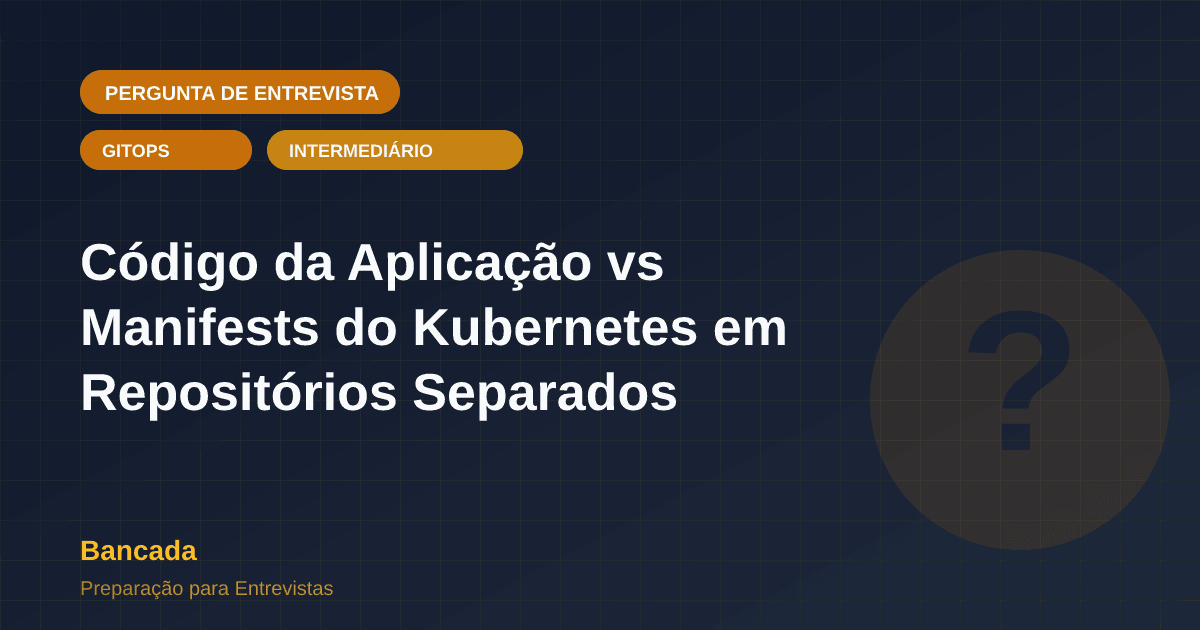 PERGUNTA DE ENTREVISTA
GITOPS
INTERMEDIÁRIO
Código da Aplicação vs
Manifests do Kubernetes em
Repositórios Separados
?
Bancada
Preparação para Entrevistas